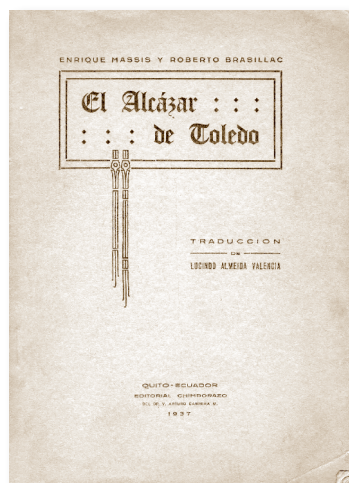 ENRIQUE MASSIS Y ROBERTO BRASILLAC
El Alcázar : : :
: : : de Toledo
TRADUCCION
DE
LUCINDO ALMEIDA VALENCIA
QUITO-ECUADOR
EDITORIAL CHIMBORAZO
1937